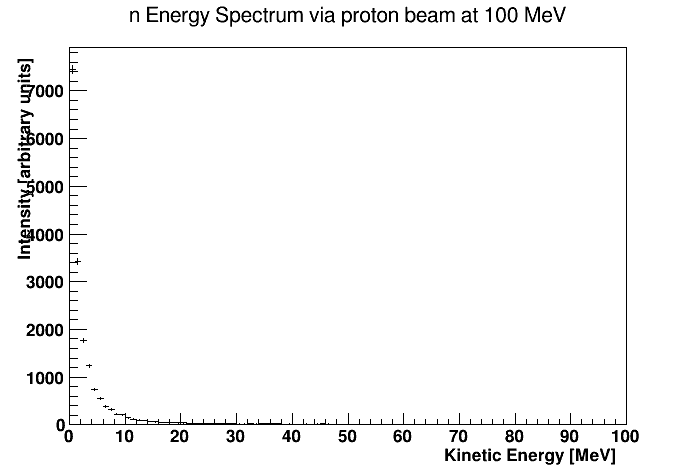 n Energy Spectrum via proton beam at 100 MeV
Intensity [arbitrary units]
7000
6000
5000
4000
3000
2000
1000
0
0 10 20 30 40 50 60 70 80 90 100
Kinetic Energy [MeV]